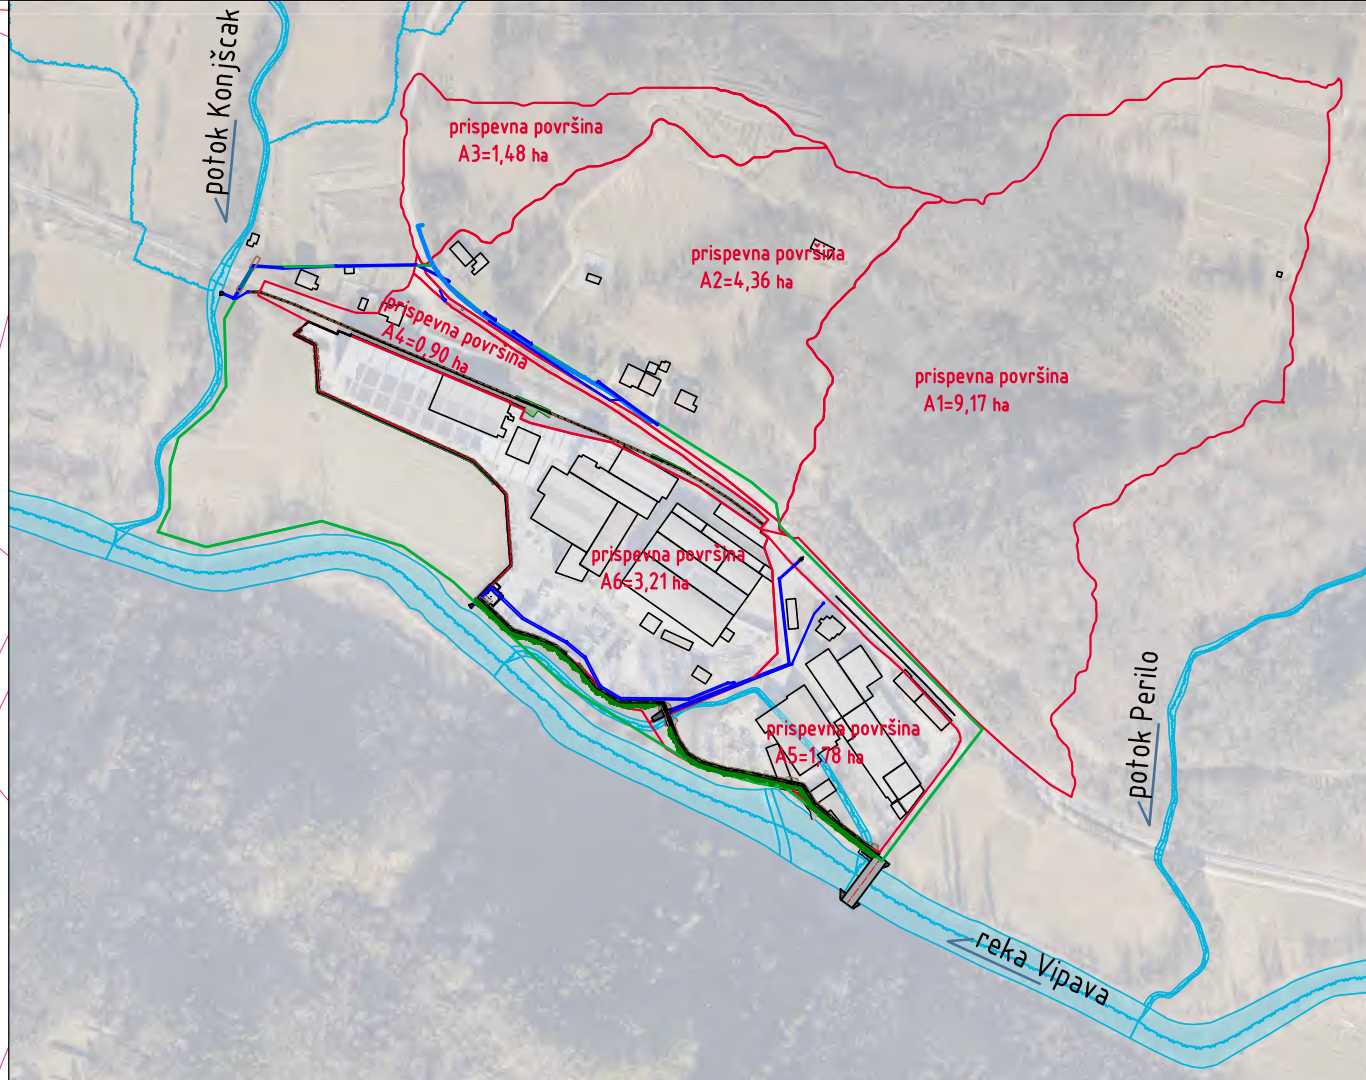 potok Konjščak
prispevna površina
A3=1,48 ha
prispevna površina
A2=4,36 ha
prispevna površina
A4=0,90 ha
prispevna površina
A1=9,17 ha
prispevna površina
A6=3,21 ha
prispevna površina
A5=1,78 ha
potok Perilo
reka Vipava